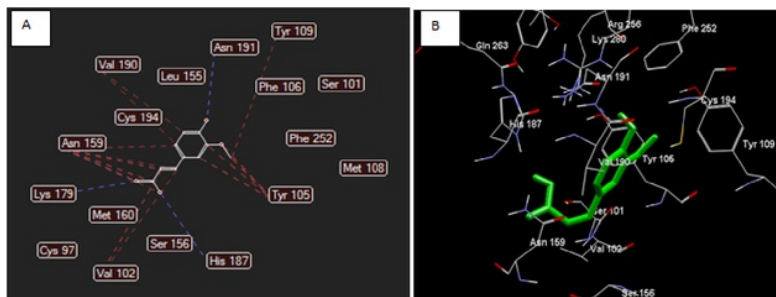 A
Asn 191
Tyr 109
Val 190
Leu 155
Phe 106
Ser 101
Cys 194
Asn 159
Phe 252
Met 108
Lys 179
Tyr 105
Met 160
Ser 156
Cys 97
His 187
Val 102
B
Arg 256
Phe 252
Gln 263
Lys 280
Asn 191
Cys 194
His 187
Tyr 109
Val190
Tyr 105
Ser 101
Asn 159
Val 102
Ser 156